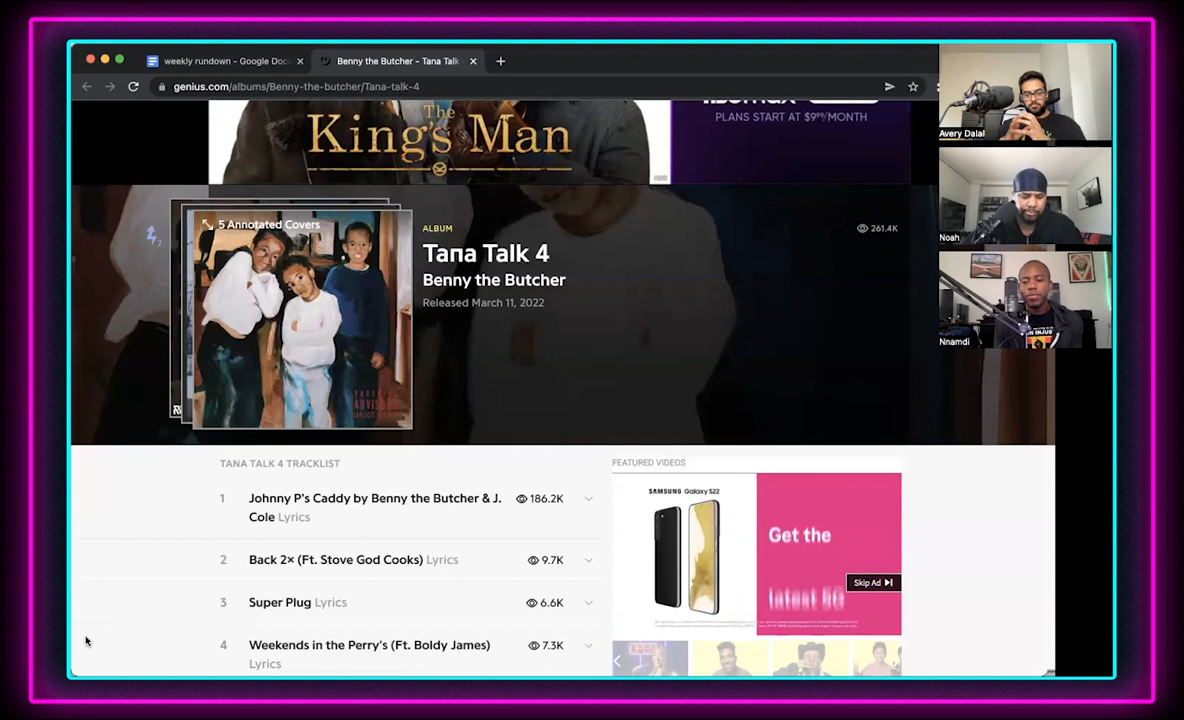 weekly rundown - Google Doc
Benny the Butcher - Tana Talk
genius.com/albums/Benny-the-butcher/Tana-talk-4
The
King's Man
PLANS START AT $9⁹⁹/MONTH
5 Annotated Covers
ALBUM
Tana Talk 4
Benny the Butcher
Released March 11, 2022
261.4K
Avery Dalal
Noah
Nnamdi
TANA TALK 4 TRACKLIST
1 Johnny P's Caddy by Benny the Butcher & J. 186.2K
Cole Lyrics
2 Back 2× (Ft. Stove God Cooks) Lyrics 9.7K
3 Super Plug Lyrics 6.6K
4 Weekends in the Perry's (Ft. Boldy James) 7.3K
Lyrics
FEATURED VIDEOS
SAMSUNG Galaxy S22
Get the
Skip Ad